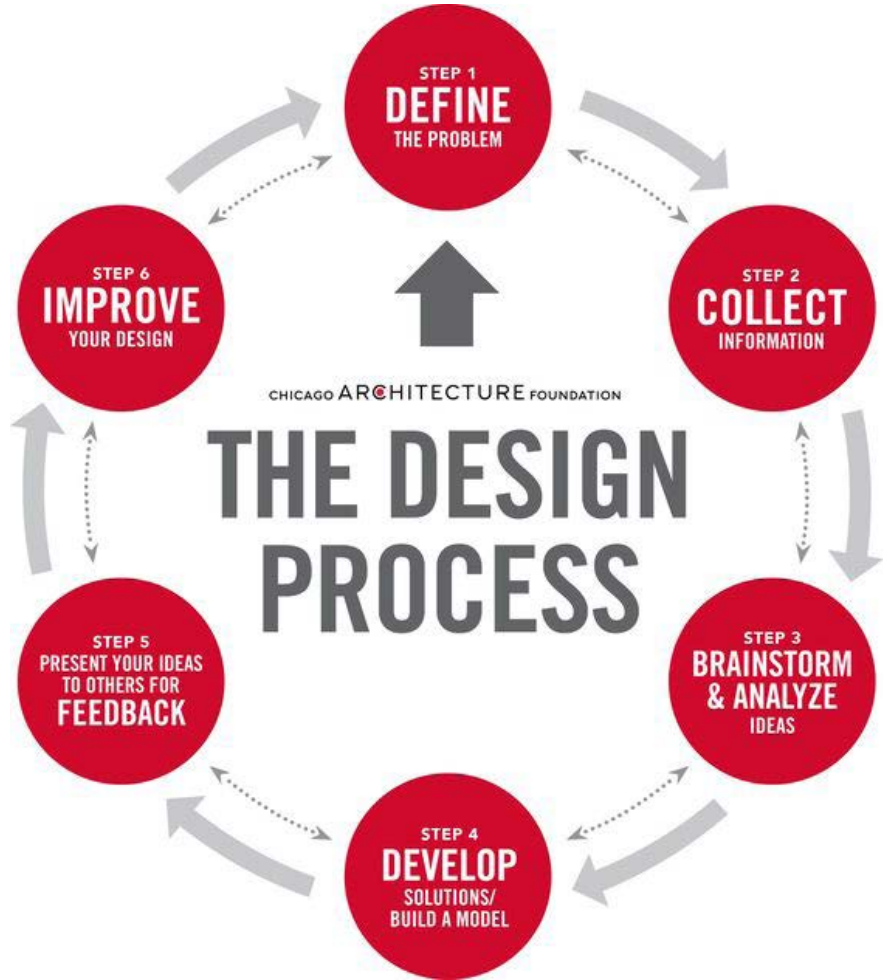 STEP 1
DEFINE
THE PROBLEM
STEP 2
COLLECT
INFORMATION
STEP 3
BRAINSTORM
& ANALYZE
IDEAS
STEP 4
DEVELOP
SOLUTIONS/
BUILD A MODEL
STEP 5
PRESENT YOUR IDEAS
TO OTHERS FOR
FEEDBACK
STEP 6
IMPROVE
YOUR DESIGN
CHICAGO ARCHITECTURE FOUNDATION
THE DESIGN
PROCESS